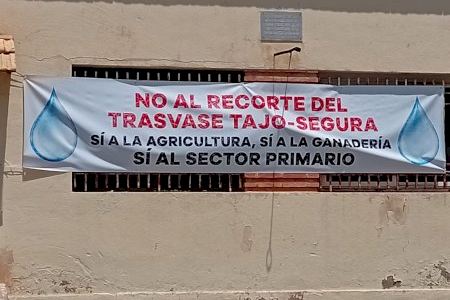 NO AL RECORTE DEL
TRASVASE TAJO-SEGURA
SÍ A LA AGRICULTURA, SÍ A LA GANADERÍA
SÍ AL SECTOR PRIMARIO